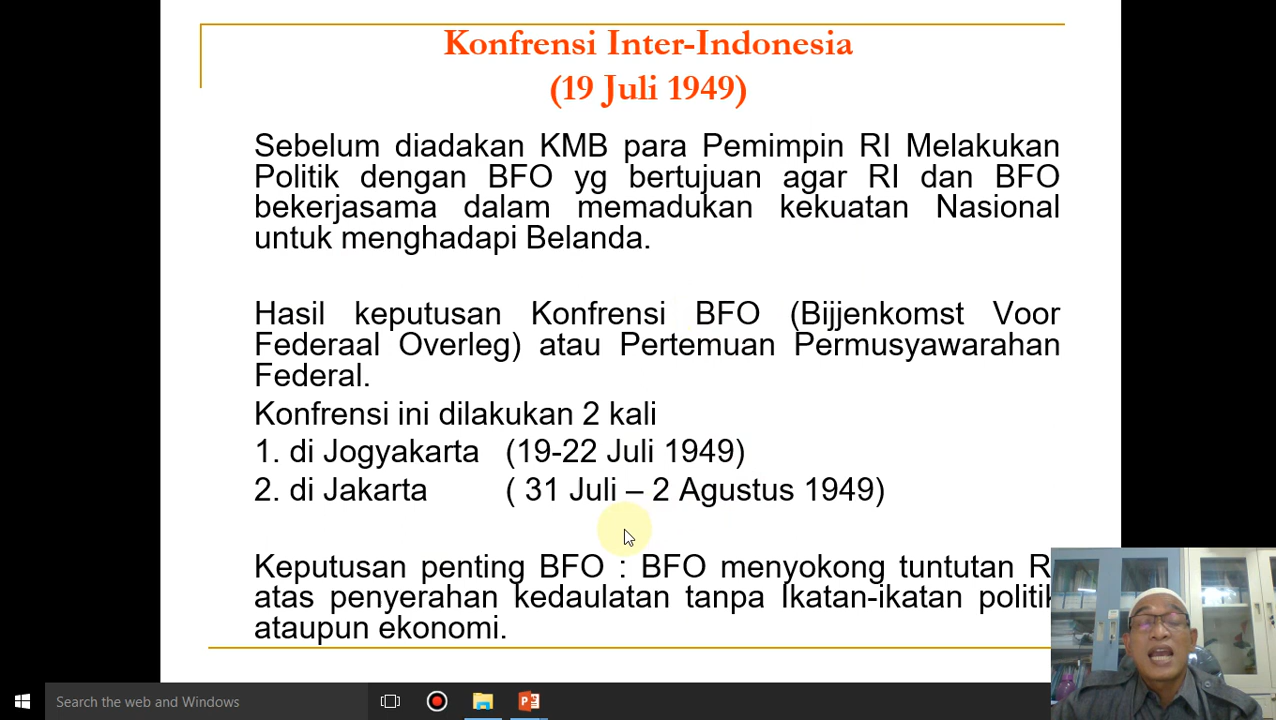 Konfrensi Inter-Indonesia
(19 Juli 1949)
Sebelum diadakan KMB para Pemimpin RI Melakukan
Politik dengan BFO yg bertujuan agar RI dan BFO
bekerjasama dalam memadukan kekuatan Nasional
untuk menghadapi Belanda.
Hasil keputusan Konfrensi BFO (Bijjenkomst Voor
Federaal Overleg) atau Pertemuan Permusyawarahan
Federal.
Konfrensi ini dilakukan 2 kali
1. di Jogyakarta (19-22 Juli 1949)
2. di Jakarta ( 31 Juli – 2 Agustus 1949)
Keputusan penting BFO : BFO menyokong tuntutan RI
atas penyerahan kedaulatan tanpa Ikatan-ikatan politik
ataupun ekonomi.
Search the web and Windows